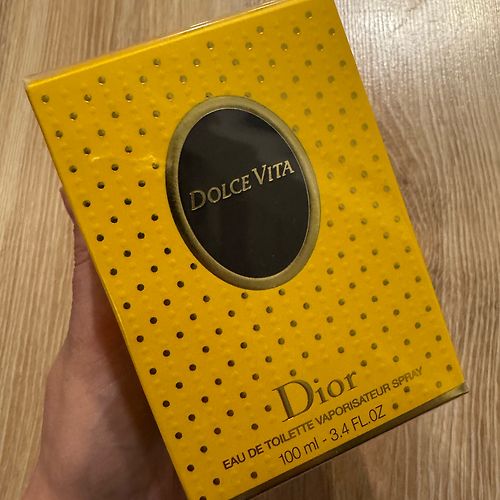 DOLCE VITA
Dior
EAU DE TOILETTE VAPORISATEUR SPRAY
100 ml - 3.4 FL.OZ